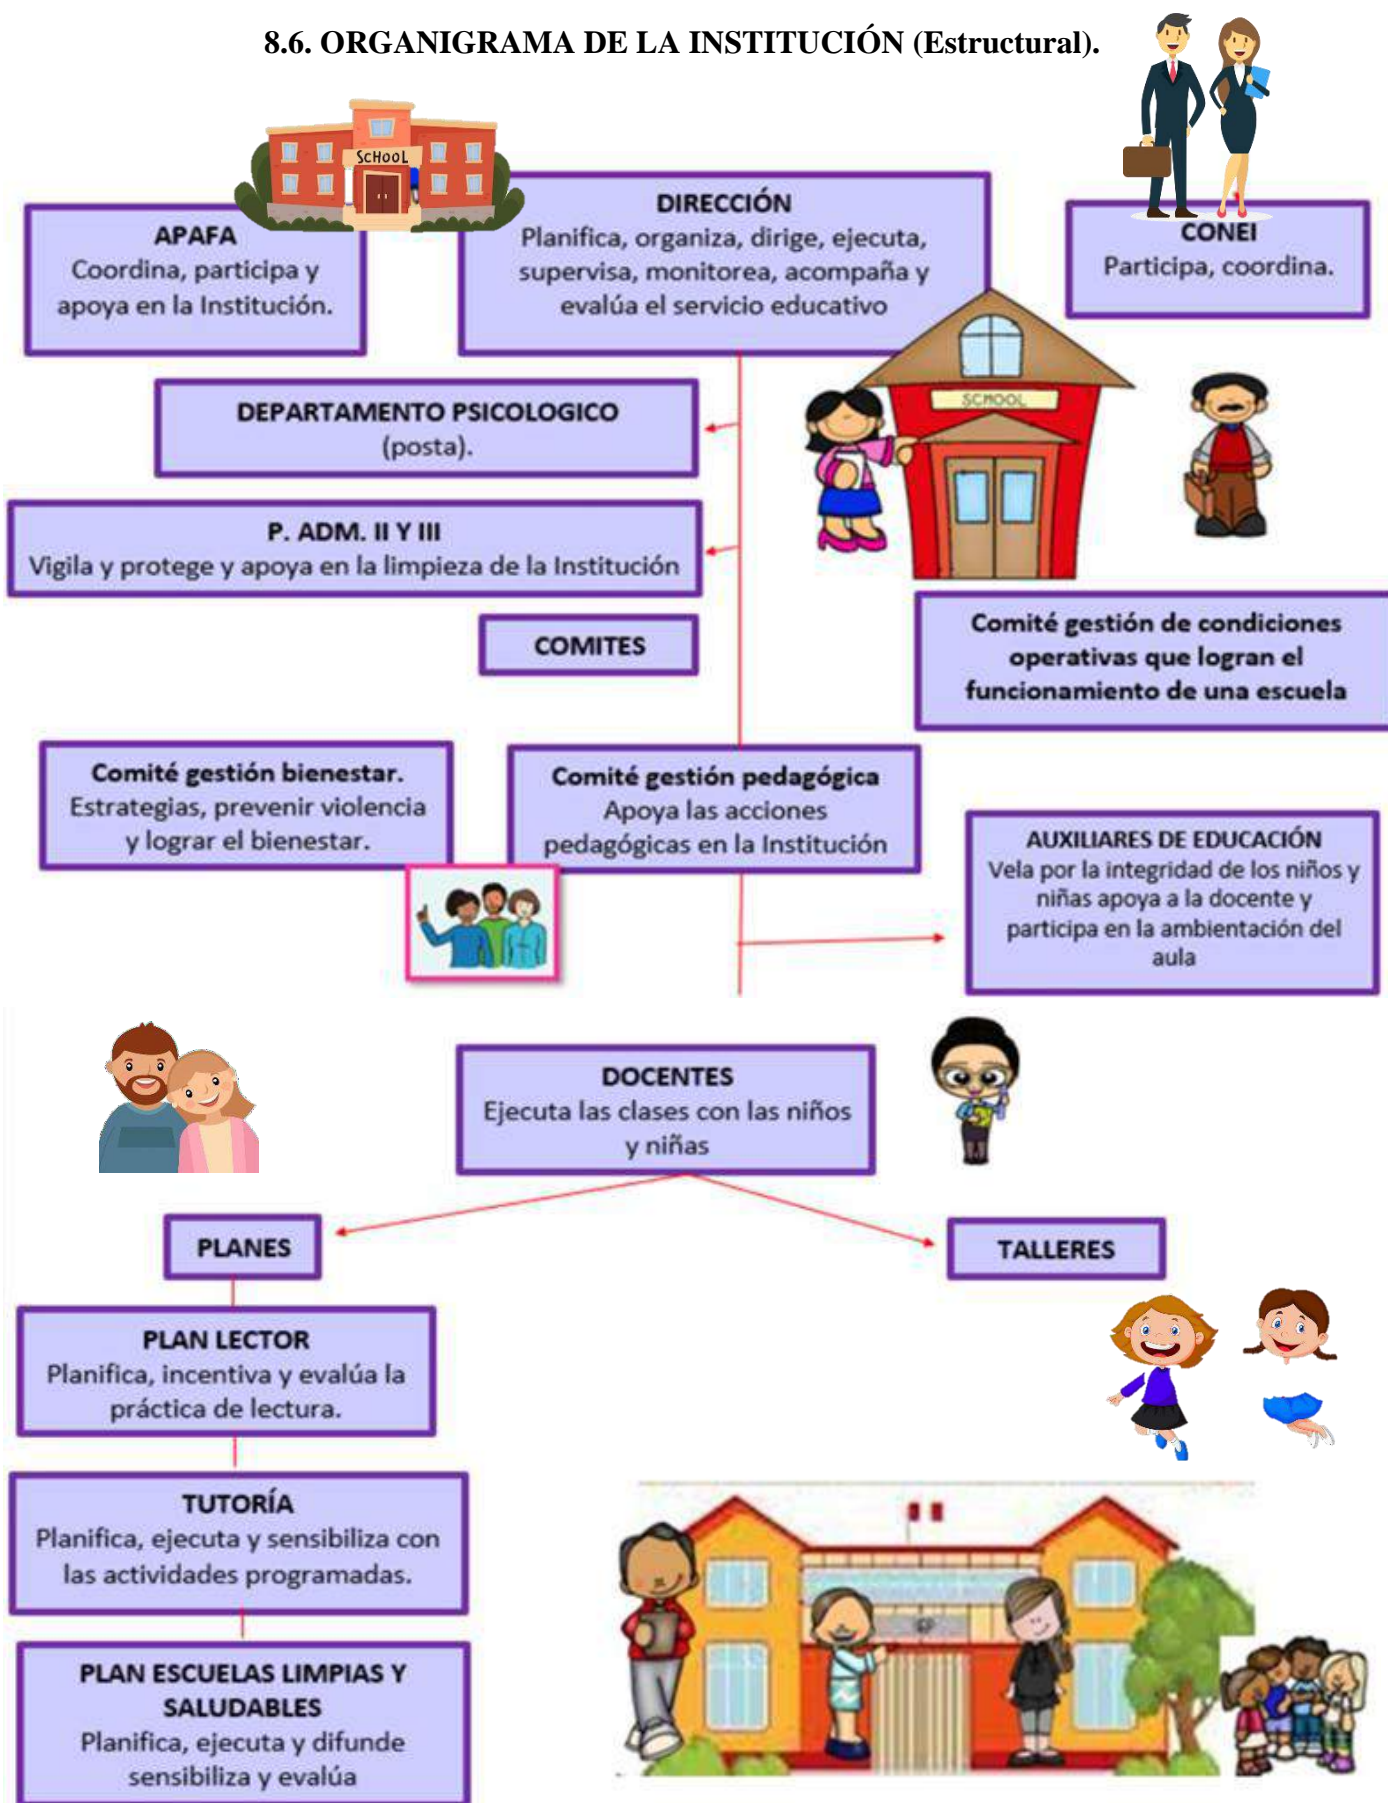 8.6. ORGANIGRAMA DE LA INSTITUCIÓN (Estructural).
SCHOOL
APAFA
Coordina, participa y
apoya en la Institución.
DIRECCIÓN
Planifica, organiza, dirige, ejecuta,
supervisa, monitorea, acompaña y
evalúa el servicio educativo
CONEI
Participa, coordina.
SCHOOL
DEPARTAMENTO PSICOLOGICO
(posta).
P. ADM. II Y III
Vigila y protege y apoya en la limpieza de la Institución
COMITES
Comité gestión de condiciones
operativas que logran el
funcionamiento de una escuela
Comité gestión bienestar.
Estrategias, prevenir violencia
y lograr el bienestar.
Comité gestión pedagógica
Apoya las acciones
pedagógicas en la Institución
AUXILIARES DE EDUCACIÓN
Vela por la integridad de los niños y
niñas apoya a la docente y
participa en la ambientación del
aula
DOCENTES
Ejecuta las clases con las niños
y niñas
PLANES
TALLERES
PLAN LECTOR
Planifica, incentiva y evalúa la
práctica de lectura.
TUTORÍA
Planifica, ejecuta y sensibiliza con
las actividades programadas.
PLAN ESCUELAS LIMPIAS Y
SALUDABLES
Planifica, ejecuta y difunde
sensibiliza y evalúa